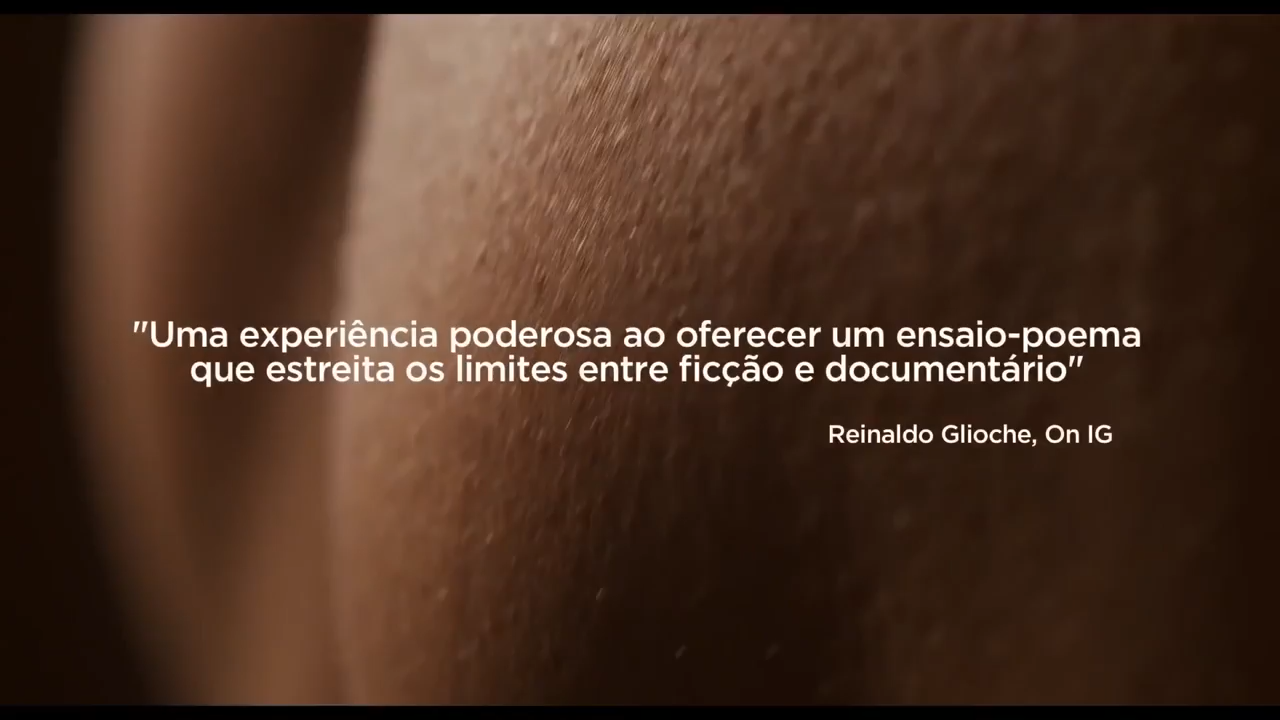 "Uma experiência poderosa ao oferecer um ensaio-poema
que estreita os limites entre ficção e documentário"
Reinaldo Glioche, On IG